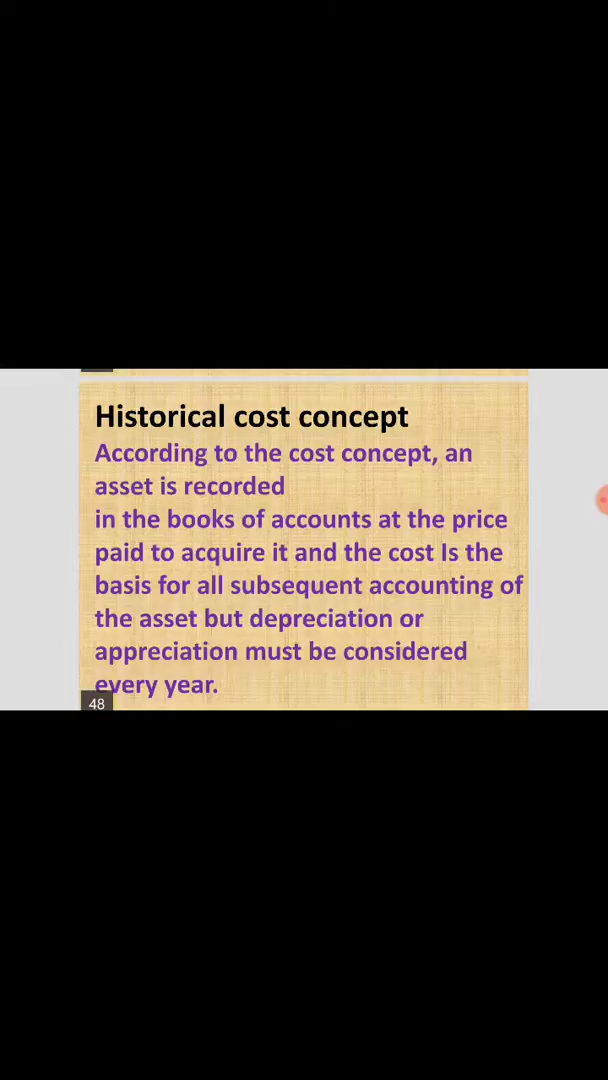 Historical cost concept
According to the cost concept, an
asset is recorded
in the books of accounts at the price
paid to acquire it and the cost Is the
basis for all subsequent accounting of
the asset but depreciation or
appreciation must be considered
every year.
48